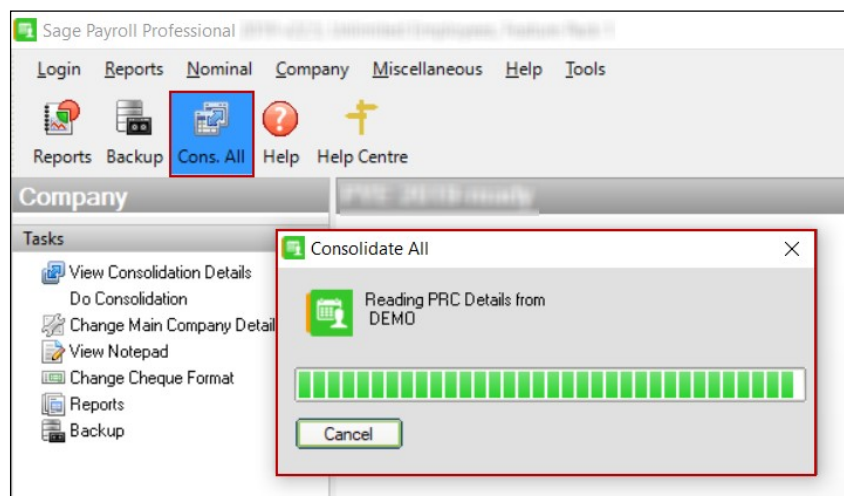 Sage Payroll Professional
Login Reports Nominal Company Miscellaneous Help Tools
Reports Backup Cons. All Help Help Centre
Company
Tasks
View Consolidation Details
Do Consolidation
Change Main Company Detail
View Notepad
Change Cheque Format
Reports
Backup
Consolidate All
Reading PRC Details from
DEMO
Cancel